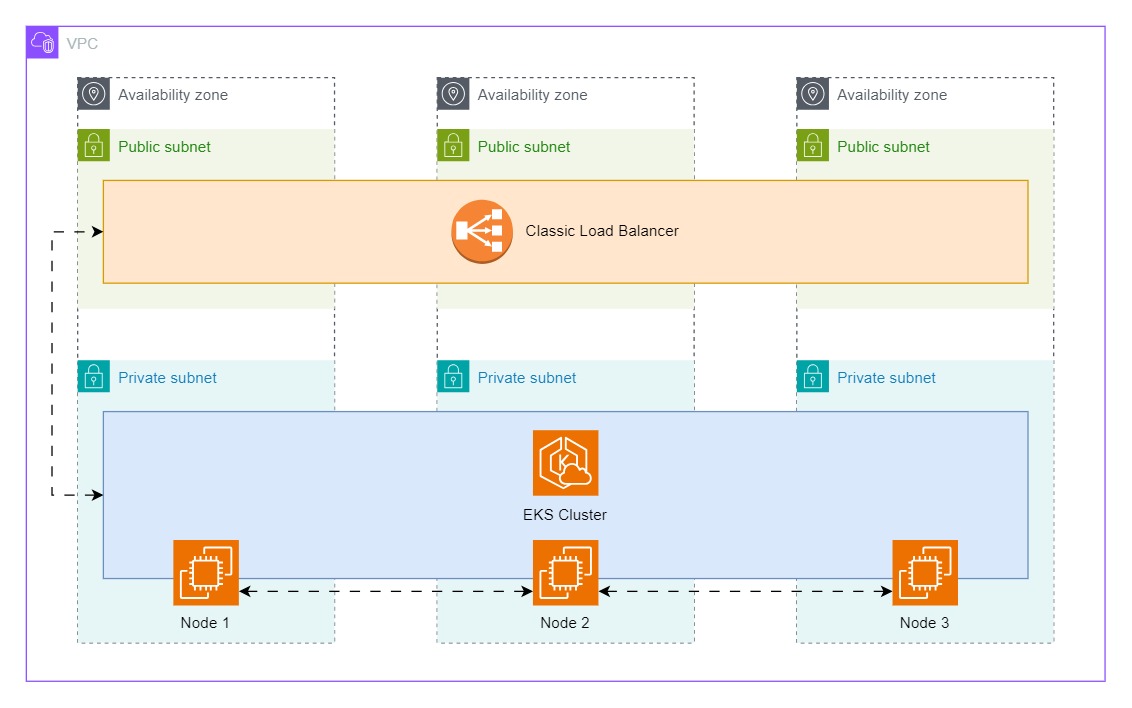 VPC
Availability zone
Availability zone
Availability zone
Public subnet
Public subnet
Public subnet
Classic Load Balancer
Private subnet
Private subnet
Private subnet
K
EKS Cluster
Node 1
Node 2
Node 3